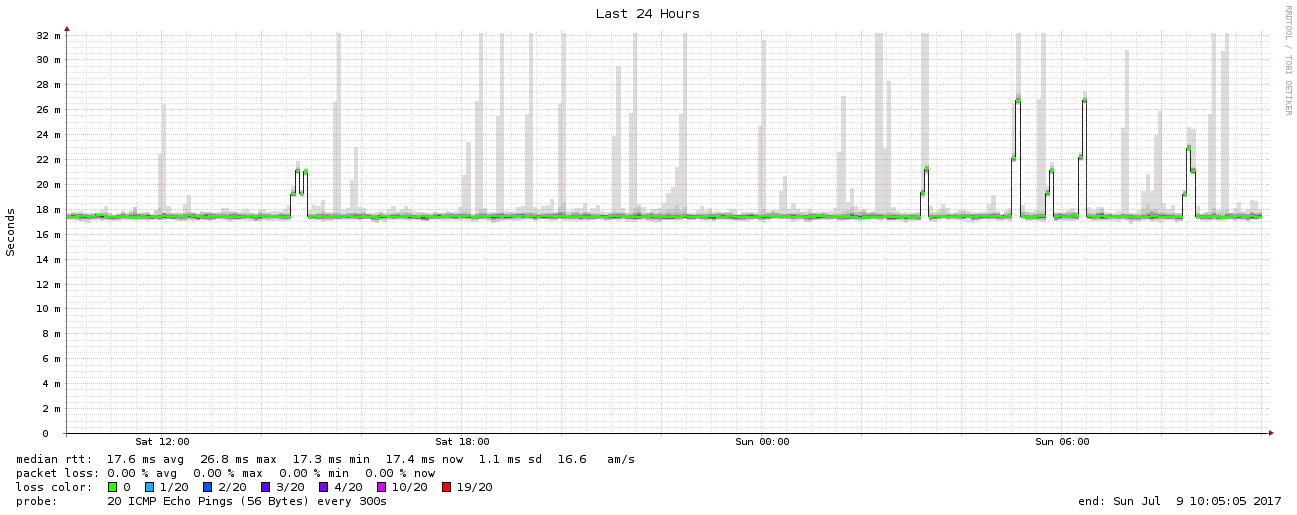 Last 24 Hours
RRDTOOL / TOBI OETIKER
Seconds
32 m
30 m
28 m
26 m
24 m
22 m
20 m
18 m
16 m
14 m
12 m
10 m
8 m
6 m
4 m
2 m
0
Sat 12:00 Sat 18:00 Sun 00:00 Sun 06:00
median rtt: 17.6 ms avg 26.8 ms max 17.3 ms min 17.4 ms now 1.1 ms sd 16.6 am/s
packet loss: 0.00 % avg 0.00 % max 0.00 % min 0.00 % now
loss color: 0 1/20 2/20 3/20 4/20 10/20 19/20
probe: 20 ICMP Echo Pings (56 Bytes) every 300s end: Sun Jul 9 10:05:05 2017